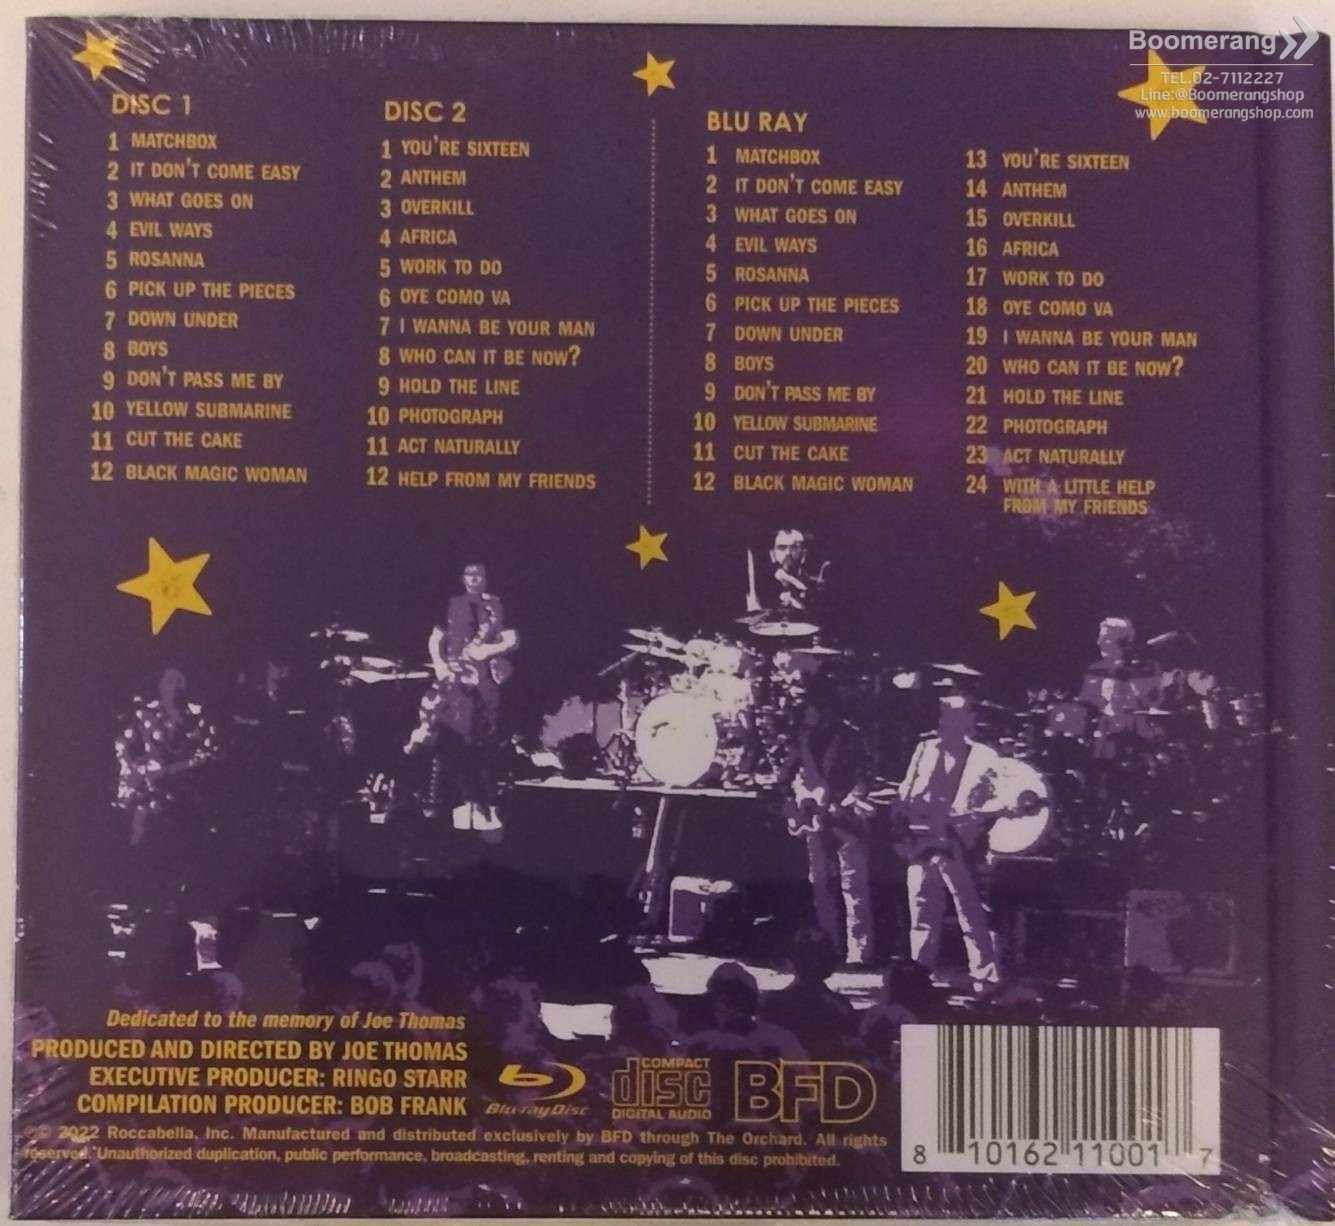 Boomerang
TEL.02-7112227
Line:@Boomerangshop
www.boomerangshop.com
DISC 1
1 MATCHBOX
2 IT DON'T COME EASY
3 WHAT GOES ON
4 EVIL WAYS
5 ROSANNA
6 PICK UP THE PIECES
7 DOWN UNDER
8 BOYS
9 DON'T PASS ME BY
10 YELLOW SUBMARINE
11 CUT THE CAKE
12 BLACK MAGIC WOMAN
DISC 2
1 YOU'RE SIXTEEN
2 ANTHEM
3 OVERKILL
4 AFRICA
5 WORK TO DO
6 OYE COMO VA
7 I WANNA BE YOUR MAN
8 WHO CAN IT BE NOW?
9 HOLD THE LINE
10 PHOTOGRAPH
11 ACT NATURALLY
12 HELP FROM MY FRIENDS
BLU RAY
1 MATCHBOX
2 IT DON'T COME EASY
3 WHAT GOES ON
4 EVIL WAYS
5 ROSANNA
6 PICK UP THE PIECES
7 DOWN UNDER
8 BOYS
9 DON'T PASS ME BY
10 YELLOW SUBMARINE
11 CUT THE CAKE
12 BLACK MAGIC WOMAN
13 YOU'RE SIXTEEN
14 ANTHEM
15 OVERKILL
16 AFRICA
17 WORK TO DO
18 OYE COMO VA
19 I WANNA BE YOUR MAN
20 WHO CAN IT BE NOW?
21 HOLD THE LINE
22 PHOTOGRAPH
23 ACT NATURALLY
24 WITH A LITTLE HELP
FROM MY FRIENDS
Dedicated to the memory of Joe Thomas
PRODUCED AND DIRECTED BY JOE THOMAS
EXECUTIVE PRODUCER: RINGO STARR
COMPILATION PRODUCER: BOB FRANK
Blu-ray Disc
COMPACT
disc
DIGITAL AUDIO
BFD
℗© 2022 Roccabella, Inc. Manufactured and distributed exclusively by BFD through The Orchard. All rights
reserved. Unauthorized duplication, public performance, broadcasting, renting and copying of this disc prohibited.
8 10162 11001 7